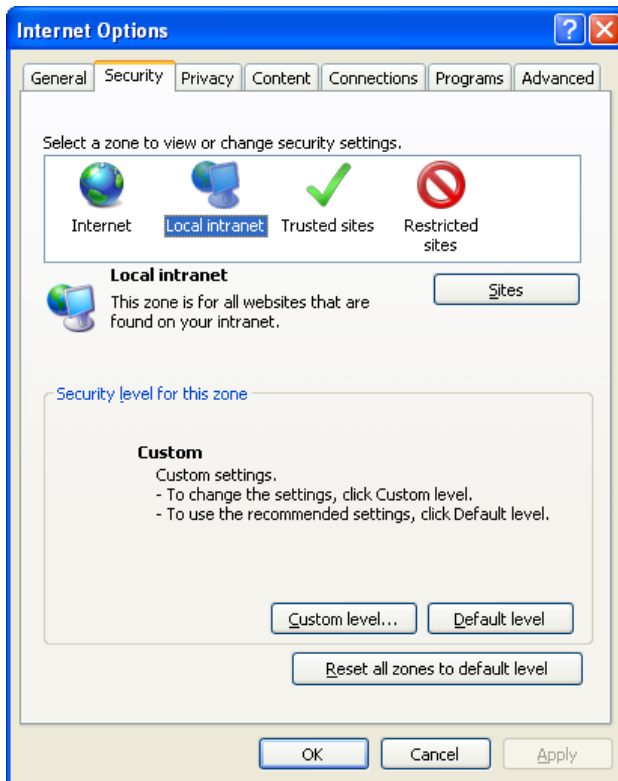 Internet Options
General Security Privacy Content Connections Programs Advanced
Select a zone to view or change security settings.
Internet Local intranet Trusted sites Restricted
sites
Local intranet
This zone is for all websites that are
found on your intranet.
Sites
Security level for this zone
Custom
Custom settings.
- To change the settings, click Custom level.
- To use the recommended settings, click Default level.
Custom level... Default level
Reset all zones to default level
OK Cancel Apply